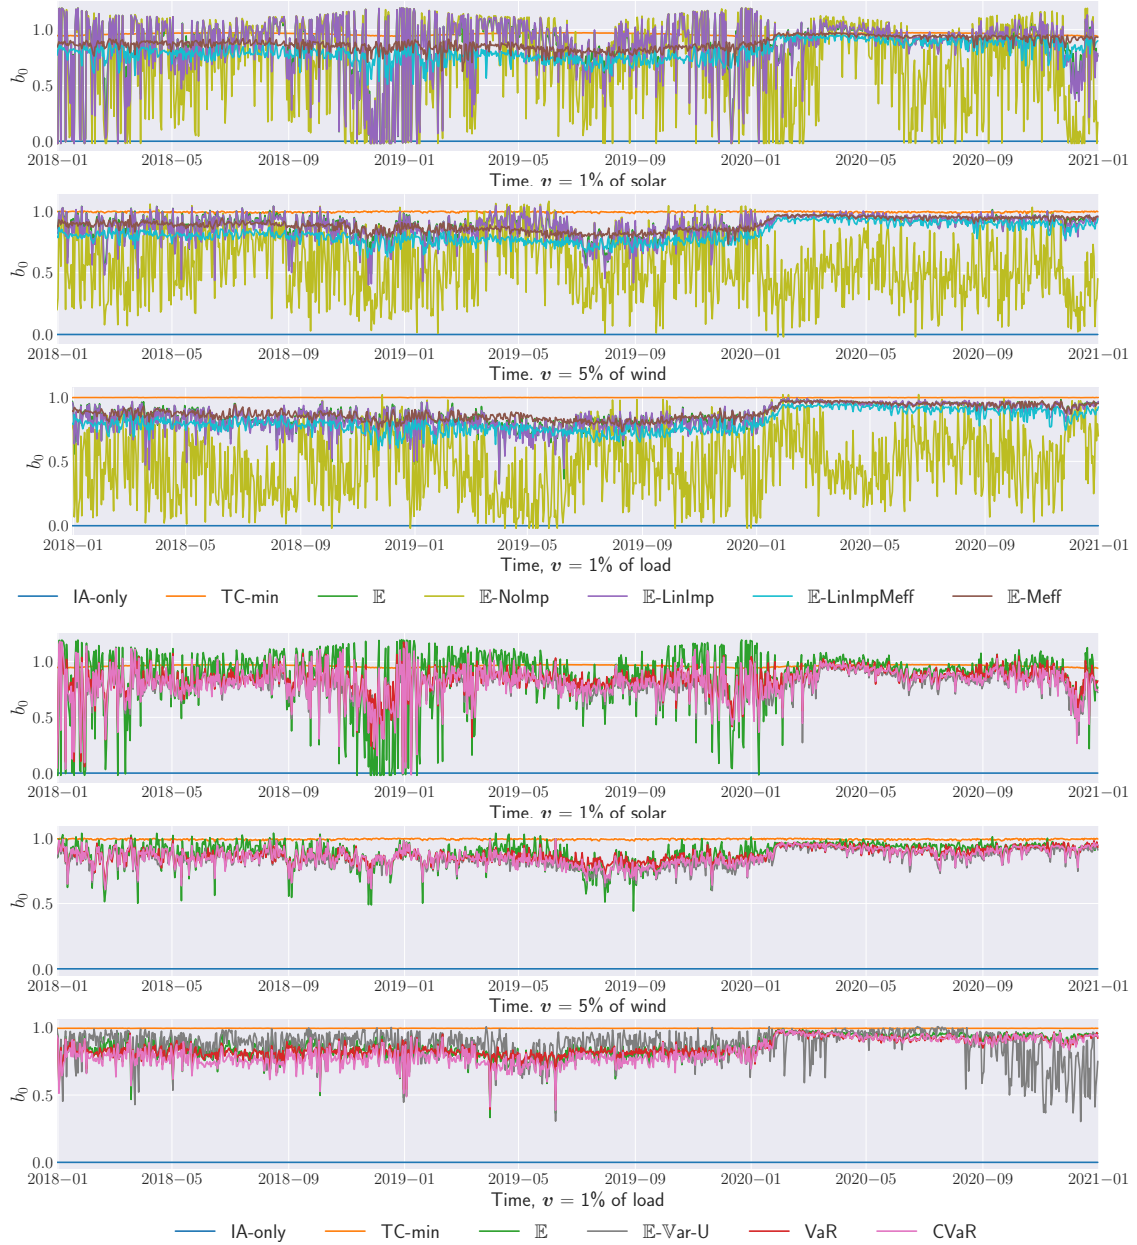 1.0
b₀
0.5
0.0
2018−01 2018−05 2018−09 2019−01 2019−05 2019−09 2020−01 2020−05 2020−09 2021−01
Time, v = 1% of solar
1.0
b₀
0.5
0.0
2018−01 2018−05 2018−09 2019−01 2019−05 2019−09 2020−01 2020−05 2020−09 2021−01
Time, v = 5% of wind
1.0
b₀
0.5
0.0
2018−01 2018−05 2018−09 2019−01 2019−05 2019−09 2020−01 2020−05 2020−09 2021−01
Time, v = 1% of load
IA-only TC-min 𝔼 𝔼-NoImp 𝔼-LinImp 𝔼-LinImpMeff 𝔼-Meff
1.0
b₀
0.5
0.0
2018−01 2018−05 2018−09 2019−01 2019−05 2019−09 2020−01 2020−05 2020−09 2021−01
Time, v = 1% of solar
1.0
b₀
0.5
0.0
2018−01 2018−05 2018−09 2019−01 2019−05 2019−09 2020−01 2020−05 2020−09 2021−01
Time, v = 5% of wind
1.0
b₀
0.5
0.0
2018−01 2018−05 2018−09 2019−01 2019−05 2019−09 2020−01 2020−05 2020−09 2021−01
Time, v = 1% of load
IA-only TC-min 𝔼 𝔼-𝕍ar-U VaR CVaR